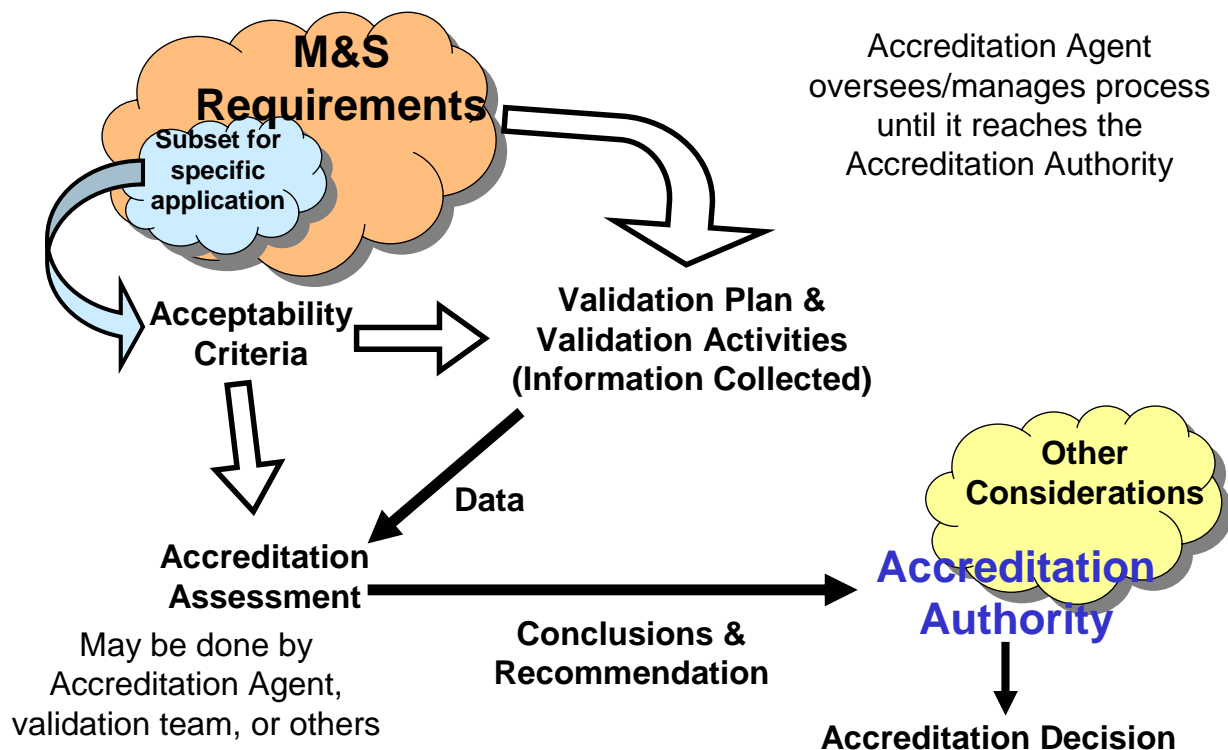 M&S
Requirements
Subset for
specific
application
Accreditation Agent
oversees/manages process
until it reaches the
Accreditation Authority
Acceptability
Criteria
Validation Plan &
Validation Activities
(Information Collected)
Data
Other
Considerations
Accreditation
Assessment
Accreditation
Authority
May be done by
Accreditation Agent,
validation team, or others
Conclusions &
Recommendation
Accreditation Decision